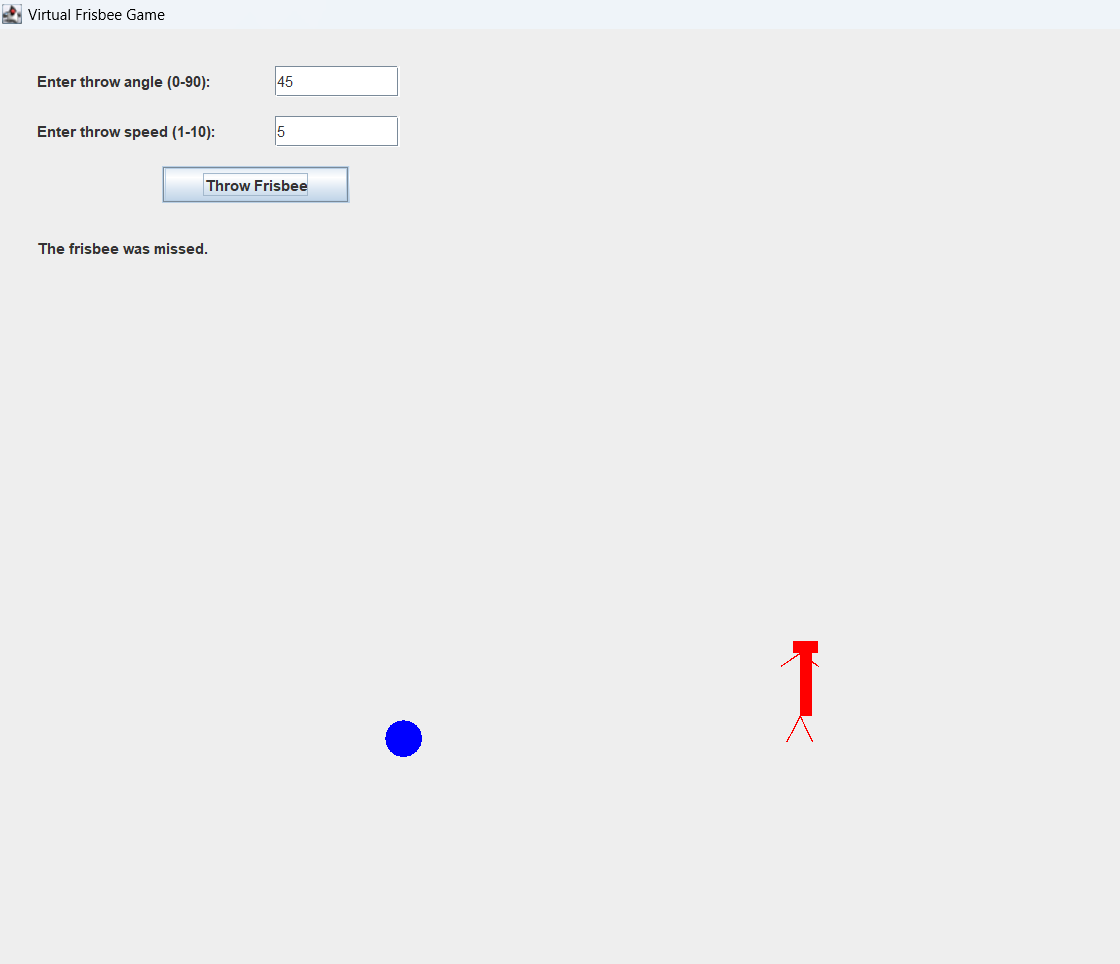 Virtual Frisbee Game
Enter throw angle (0-90): 45
Enter throw speed (1-10): 5
Throw Frisbee
The frisbee was missed.